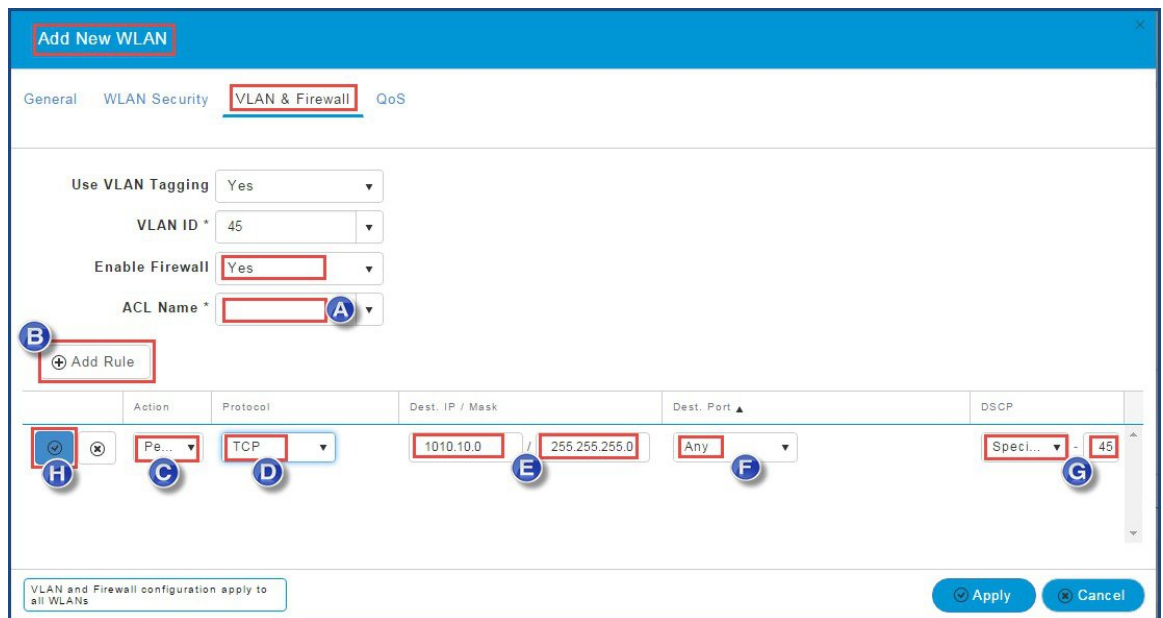 Add New WLAN
General WLAN Security VLAN & Firewall QoS
Use VLAN Tagging Yes
VLAN ID * 45
Enable Firewall Yes
ACL Name * A
B
Add Rule
Action Protocol Dest. IP / Mask Dest. Port ▲ DSCP
Pe... TCP 1010.10.0 / 255.255.255.0 Any Speci... - 45
H C D E F G
VLAN and Firewall configuration apply to
all WLANs
Apply Cancel